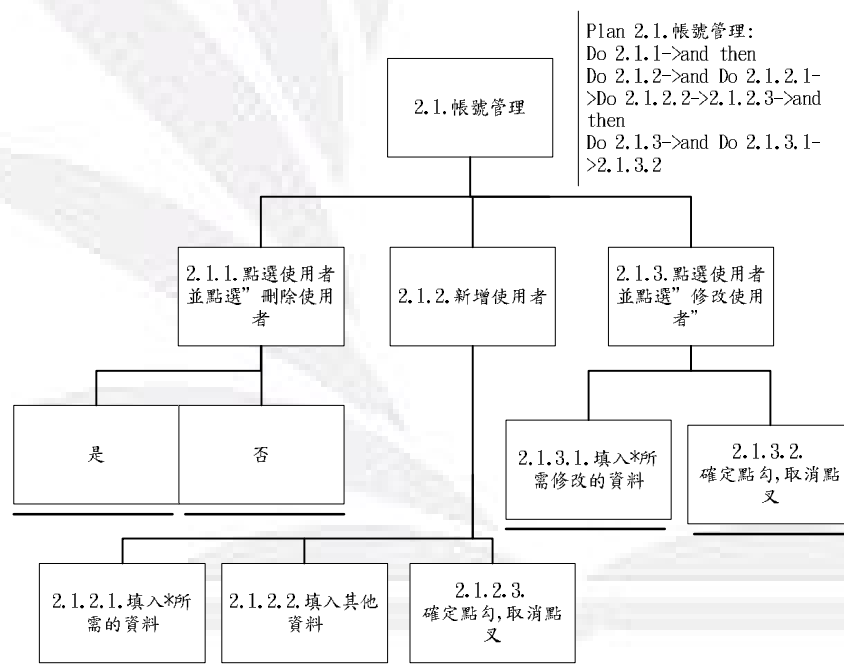 Plan 2.1.帳號管理:
Do 2.1.1->and then
Do 2.1.2->and Do 2.1.2.1-
>Do 2.1.2.2->2.1.2.3->and
then
Do 2.1.3->and Do 2.1.3.1-
>2.1.3.2
2.1.帳號管理
2.1.1.點選使用者
並點選”刪除使用
者
2.1.2.新增使用者
2.1.3.點選使用者
並點選”修改使用
者”
是
否
2.1.3.1.填入*所
需修改的資料
2.1.3.2.
確定點勾,取消點
叉
2.1.2.1.填入*所
需的資料
2.1.2.2.填入其他
資料
2.1.2.3.
確定點勾,取消點
叉